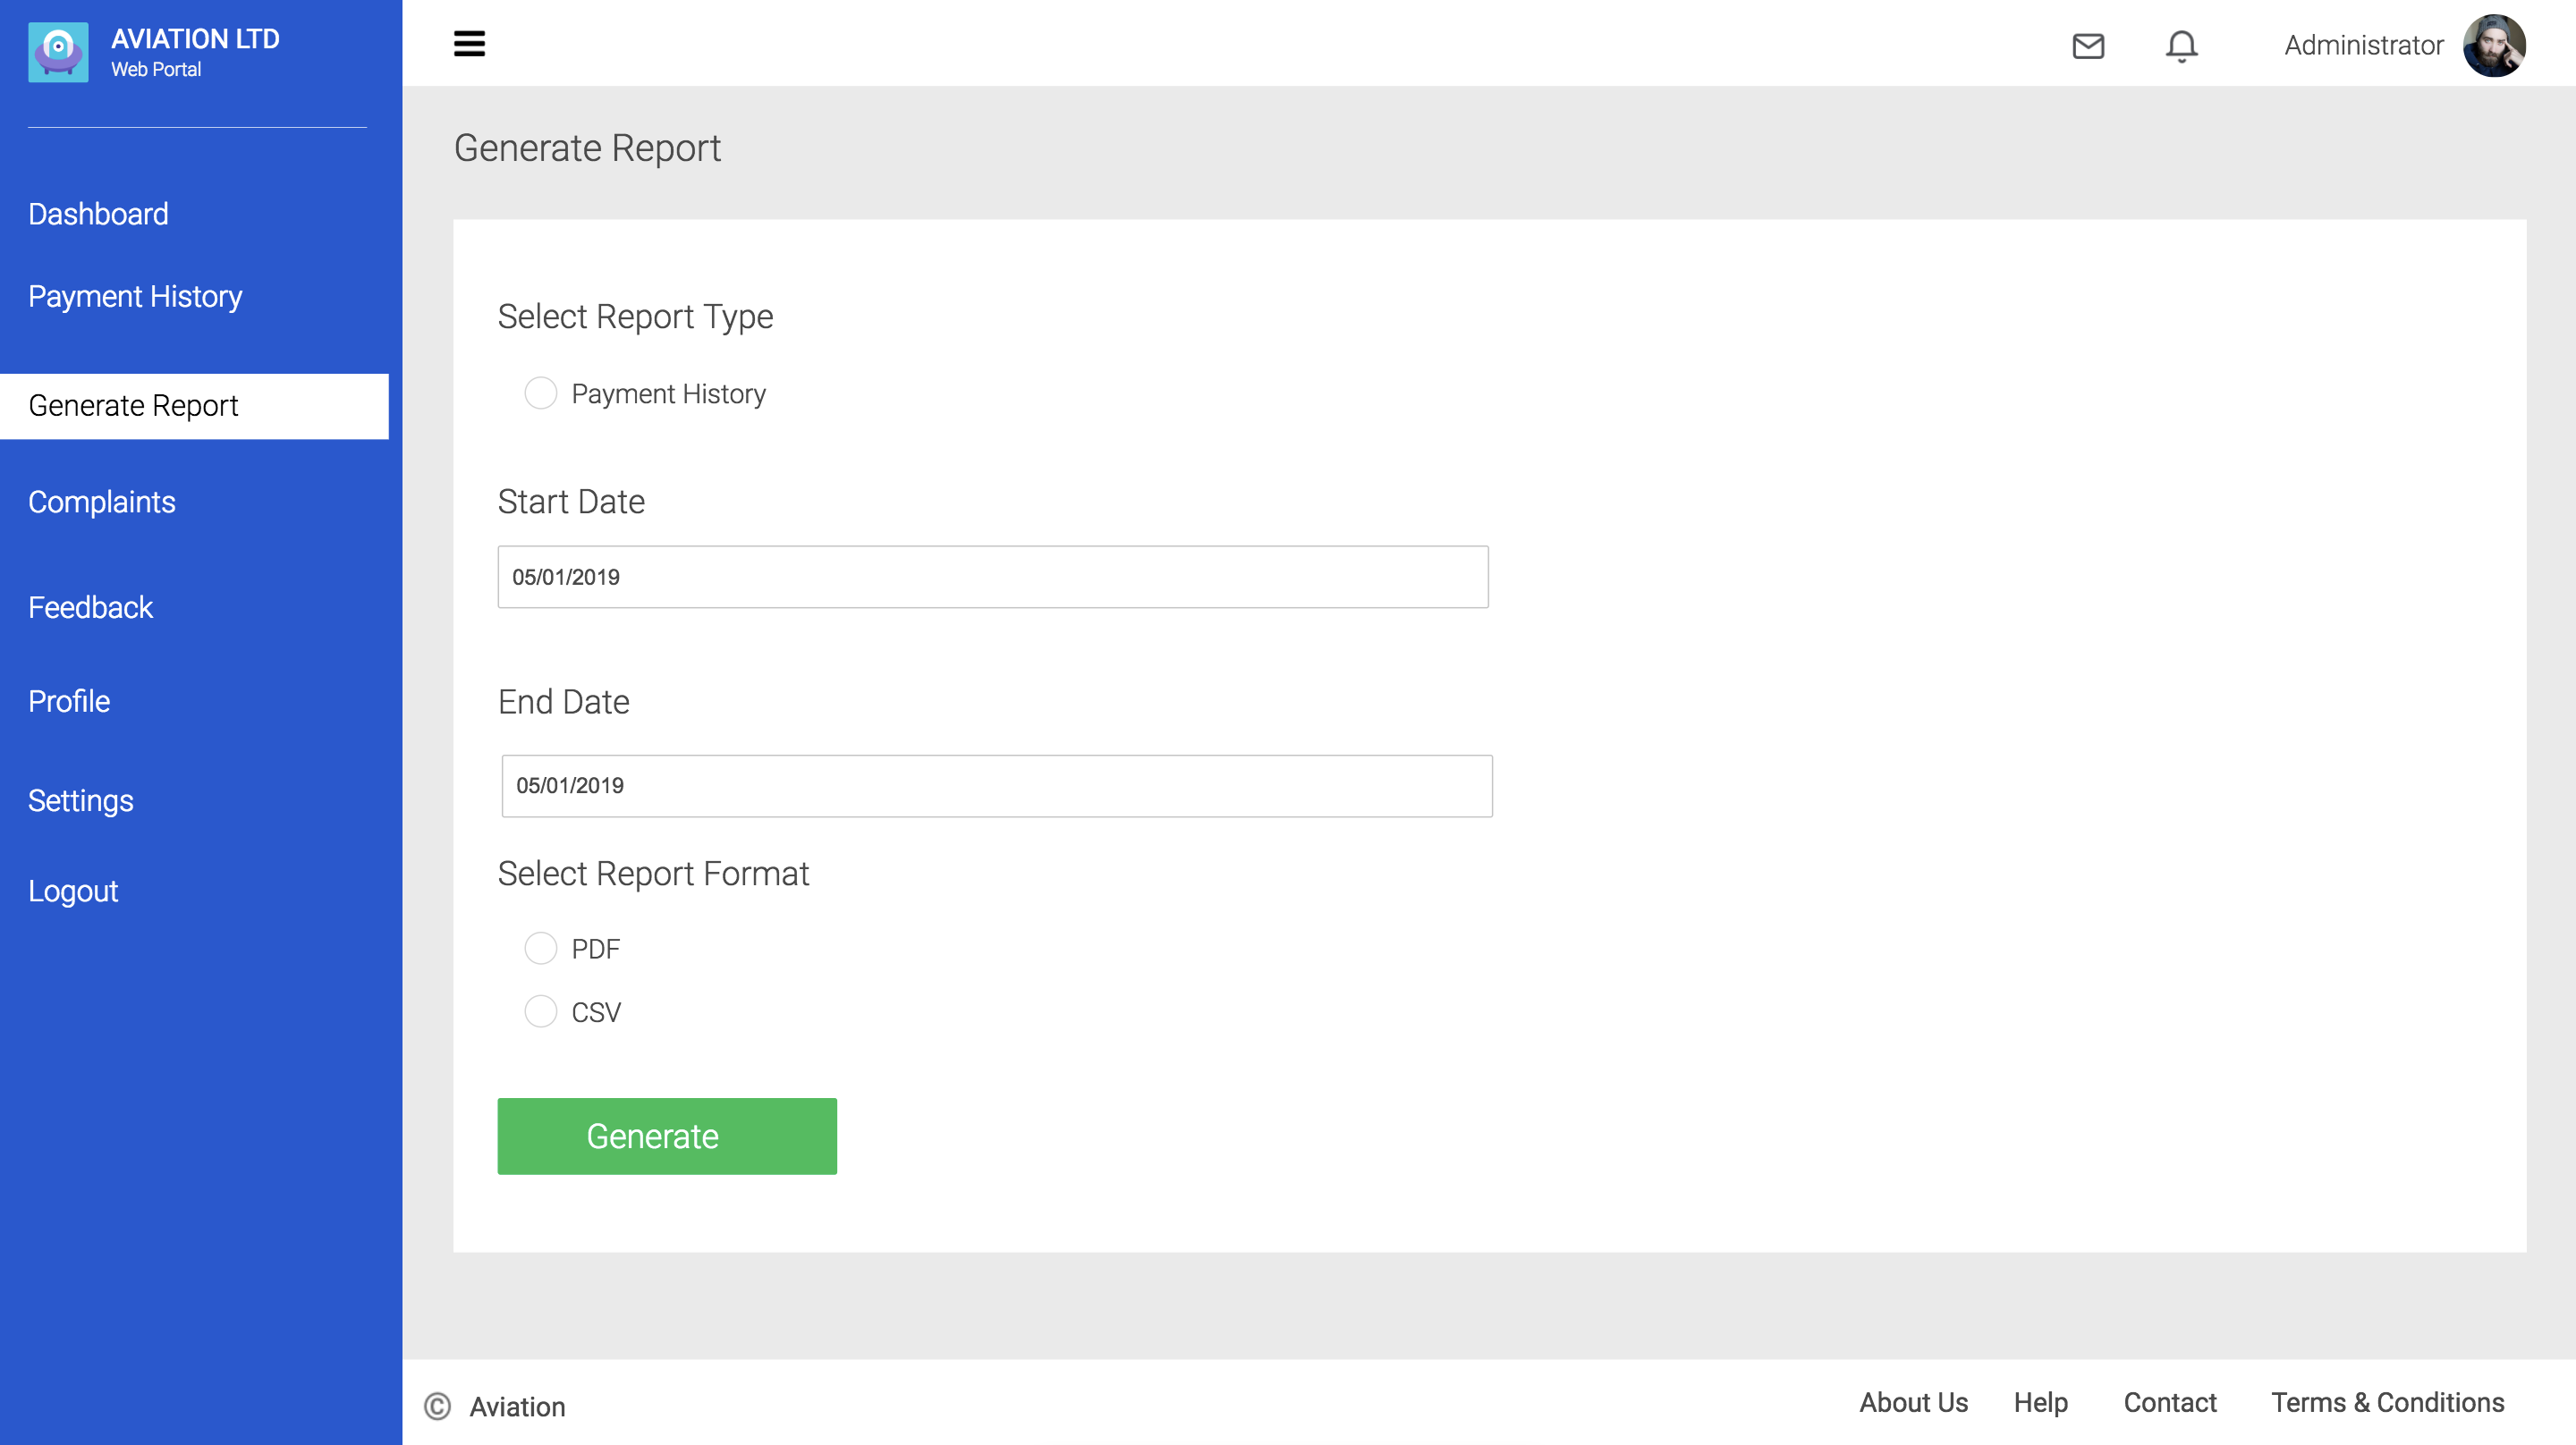 AVIATION LTD
Web Portal
Dashboard
Payment History
Generate Report
Complaints
Feedback
Profile
Settings
Logout
Administrator
Generate Report
Select Report Type
Payment History
Start Date
05/01/2019
End Date
05/01/2019
Select Report Format
PDF
CSV
Generate
© Aviation
About Us Help Contact Terms & Conditions